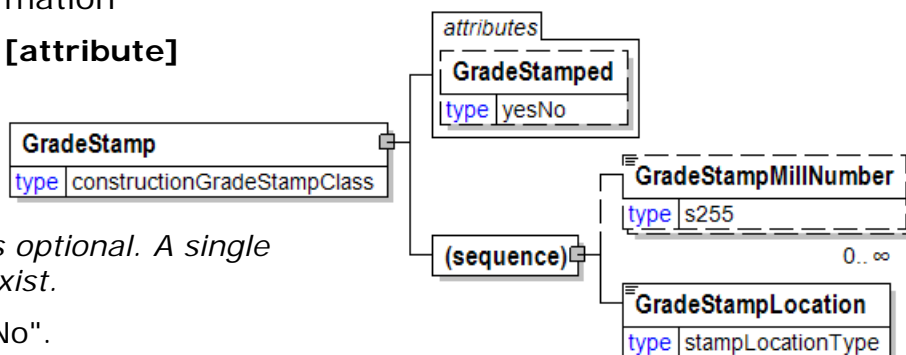 [attribute]
s optional. A single
xist.
No".
GradeStamp
type constructionGradeStampClass
attributes
GradeStamped
type yesNo
(sequence)
GradeStampMillNumber
type s255
0.. ∞
GradeStampLocation
type stampLocationType